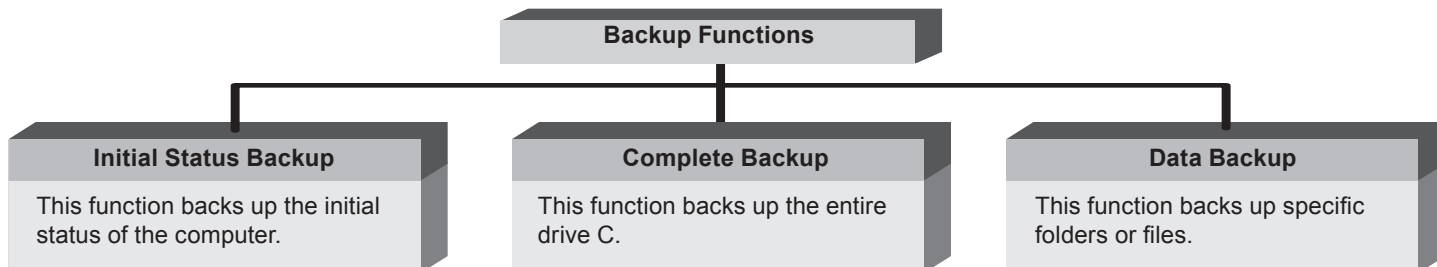 Backup Functions
Initial Status Backup
This function backs up the initial
status of the computer.
Complete Backup
This function backs up the entire
drive C.
Data Backup
This function backs up specific
folders or files.